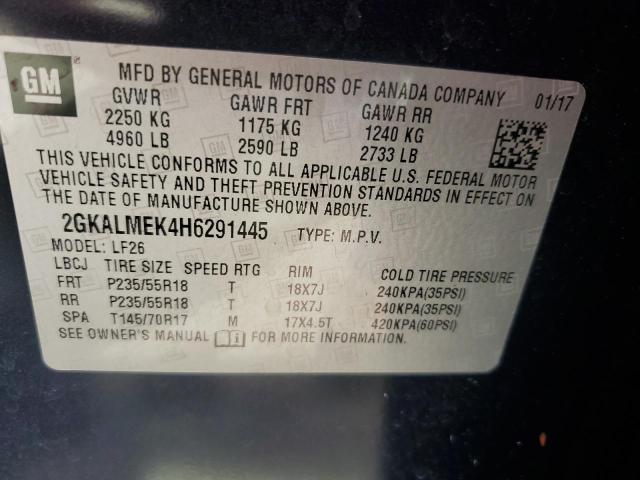 GM
MFD BY GENERAL MOTORS OF CANADA COMPANY 01/17
GVWR GAWR FRT GAWR RR
2250 KG 1175 KG 1240 KG
4960 LB 2590 LB 2733 LB
THIS VEHICLE CONFORMS TO ALL APPLICABLE U.S. FEDERAL MOTOR
VEHICLE SAFETY AND THEFT PREVENTION STANDARDS IN EFFECT ON
THE DATE OF MANUFACTURE SHOWN ABOVE.
2GKALMEK4H6291445 TYPE: M.P.V.
MODEL: LF26
LBCJ TIRE SIZE SPEED RTG RIM COLD TIRE PRESSURE
FRT P235/55R18 T 18X7J 240KPA(35PSI)
RR P235/55R18 T 18X7J 240KPA(35PSI)
SPA T145/70R17 M 17X4.5T 420KPA(60PSI)
SEE OWNER'S MANUAL FOR MORE INFORMATION.